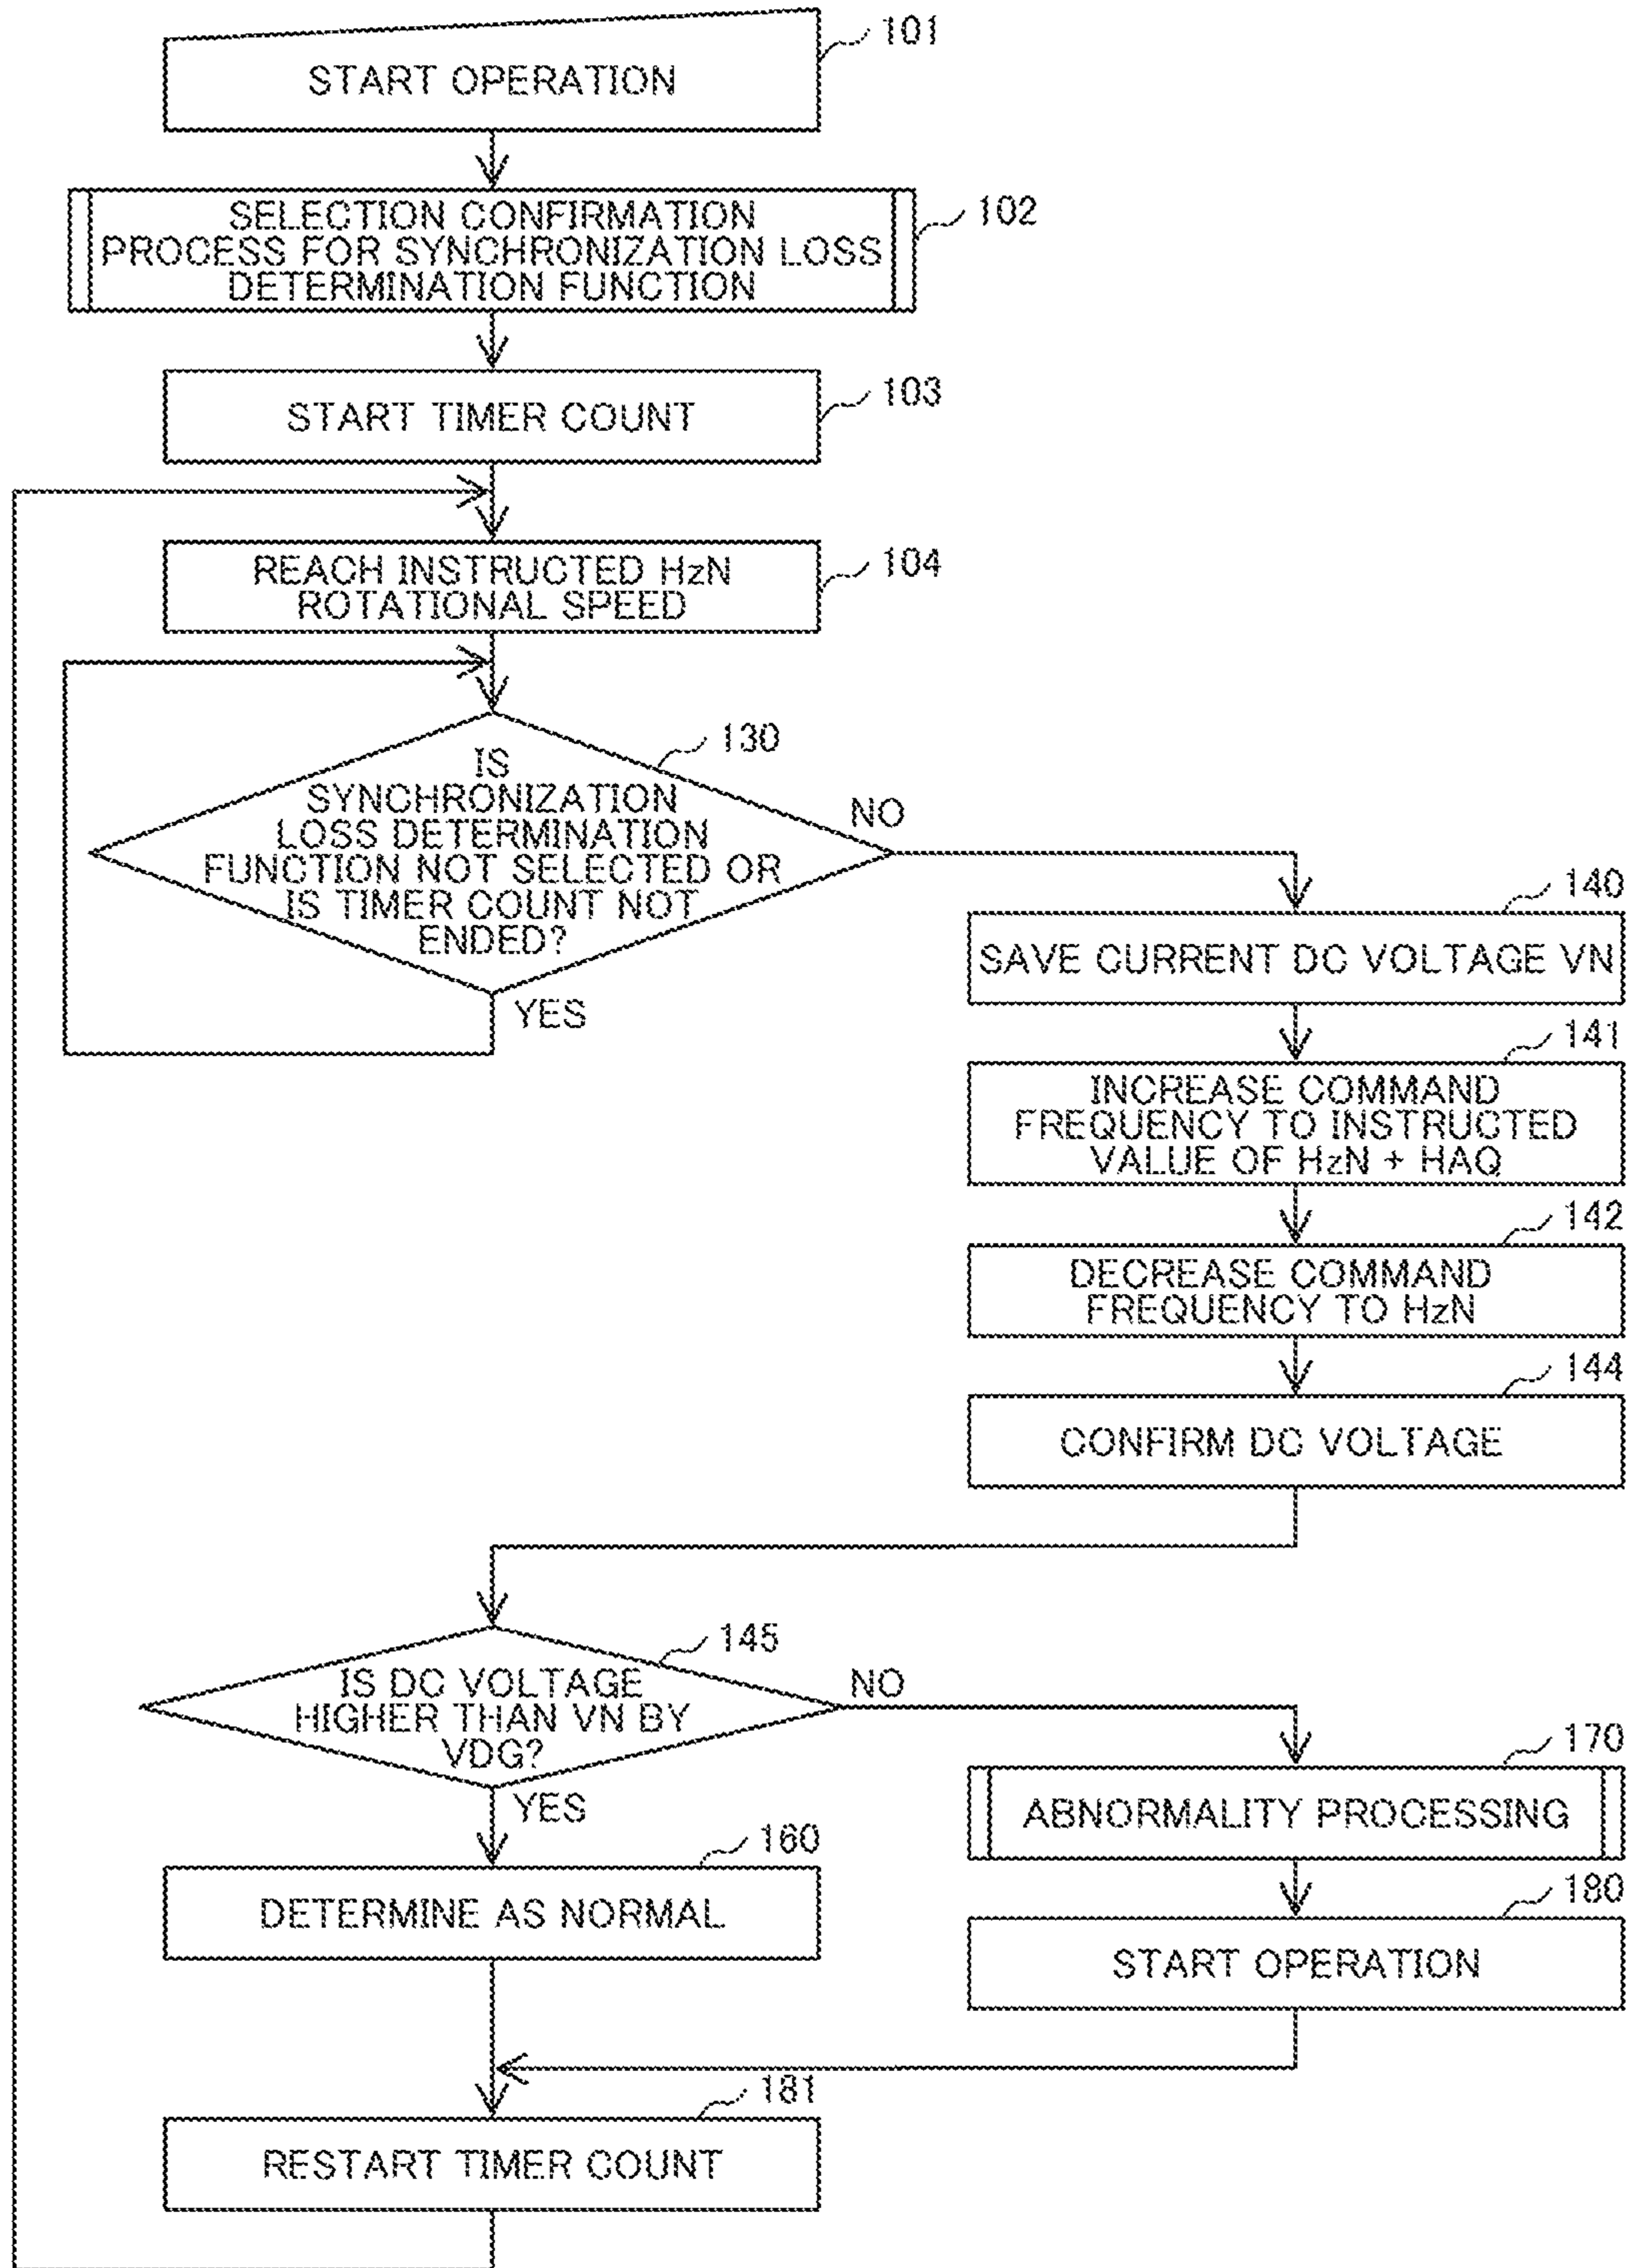 START OPERATION
101
SELECTION CONFIRMATION
PROCESS FOR SYNCHRONIZATION LOSS
DETERMINATION FUNCTION
102
START TIMER COUNT
103
REACH INSTRUCTED HzN
ROTATIONAL SPEED
104
IS
SYNCHRONIZATION
LOSS DETERMINATION
FUNCTION NOT SELECTED OR
IS TIMER COUNT NOT
ENDED?
130
NO
YES
140
SAVE CURRENT DC VOLTAGE VN
141
INCREASE COMMAND
FREQUENCY TO INSTRUCTED
VALUE OF HzN + HAQ
142
DECREASE COMMAND
FREQUENCY TO HzN
144
CONFIRM DC VOLTAGE
145
IS DC VOLTAGE
HIGHER THAN VN BY
VDG?
NO
YES
170
ABNORMALITY PROCESSING
160
DETERMINE AS NORMAL
180
START OPERATION
181
RESTART TIMER COUNT